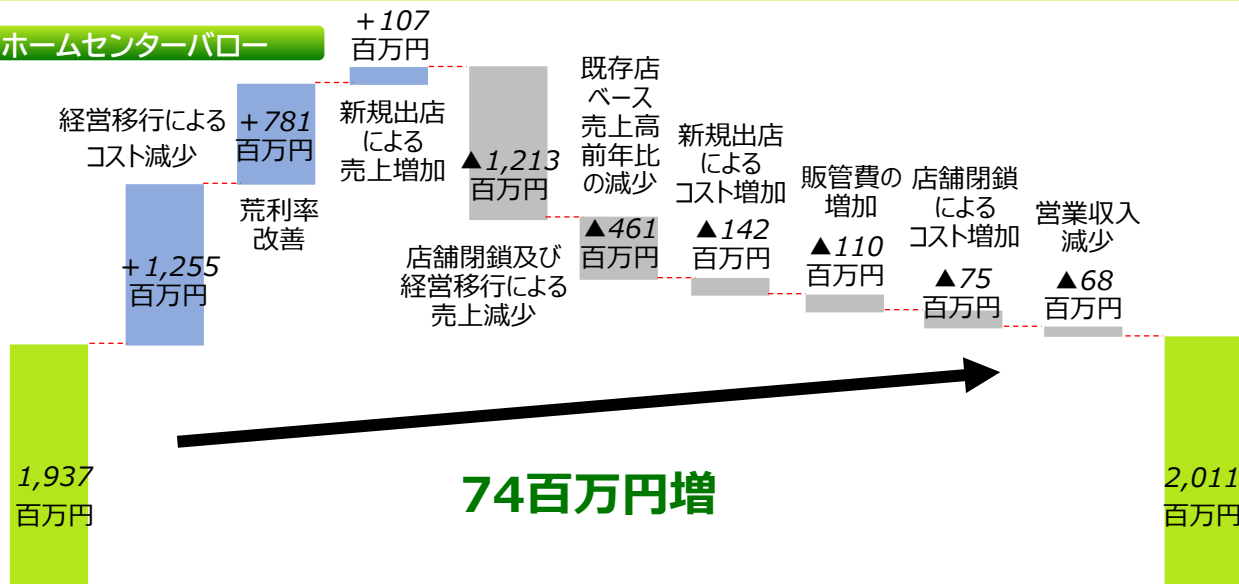 ホームセンターバロー
1,937
百万円
経営移行による
コスト減少
+1,255
百万円
+781
百万円
荒利率
改善
+107
百万円
新規出店
による
売上増加
▲1,213
百万円
店舗閉鎖及び
経営移行による
売上減少
既存店
ベース
売上高
前年比
の減少
▲461
百万円
新規出店
による
コスト増加
▲142
百万円
販管費の
増加
▲110
百万円
店舗閉鎖
による
コスト増加
▲75
百万円
営業収入
減少
▲68
百万円
2,011
百万円
74百万円増